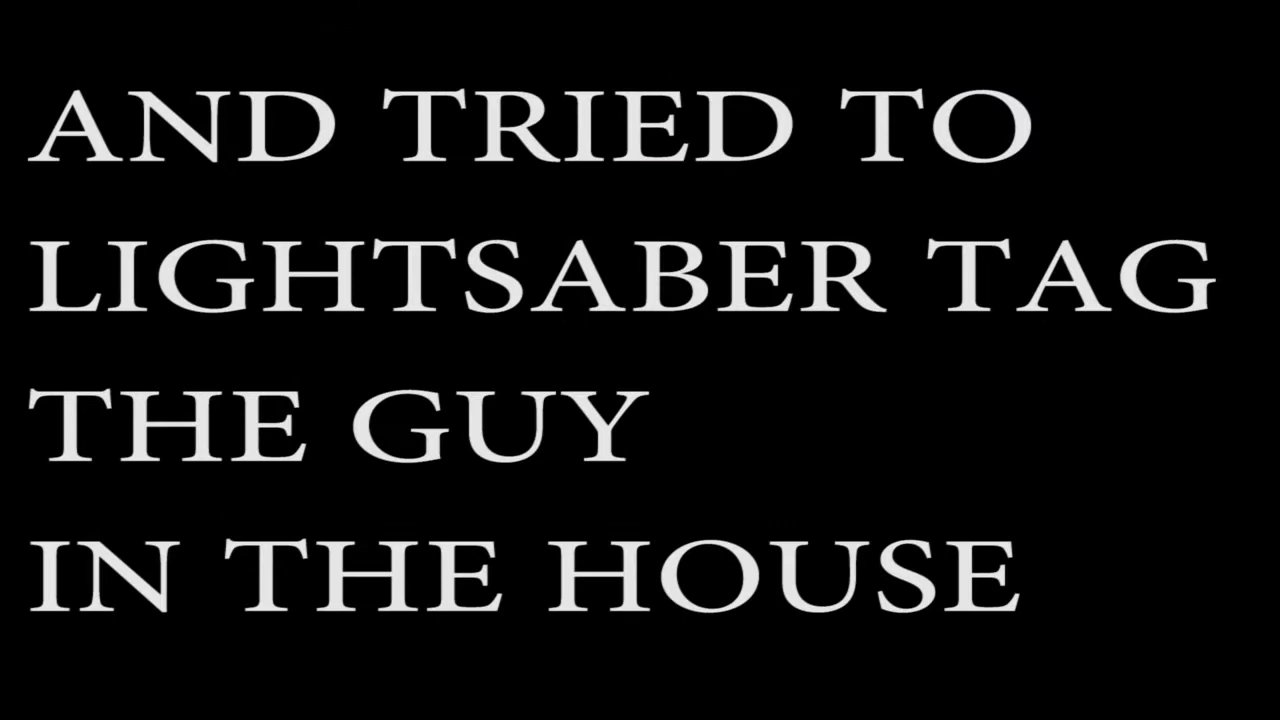 AND TRIED TO
LIGHTSABER TAG
THE GUY
IN THE HOUSE